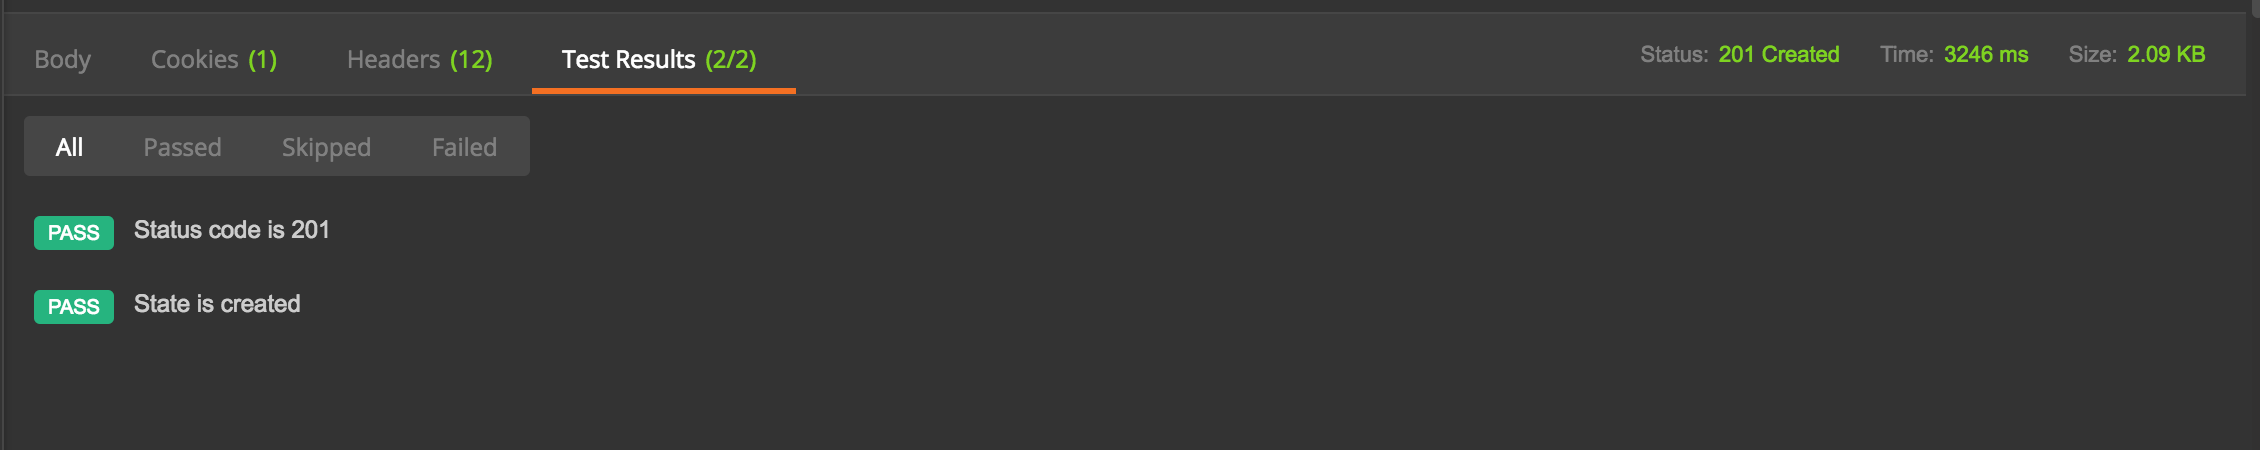 Body Cookies (1) Headers (12) Test Results (2/2) Status: 201 Created Time: 3246 ms Size: 2.09 KB
All Passed Skipped Failed
PASS Status code is 201
PASS State is created